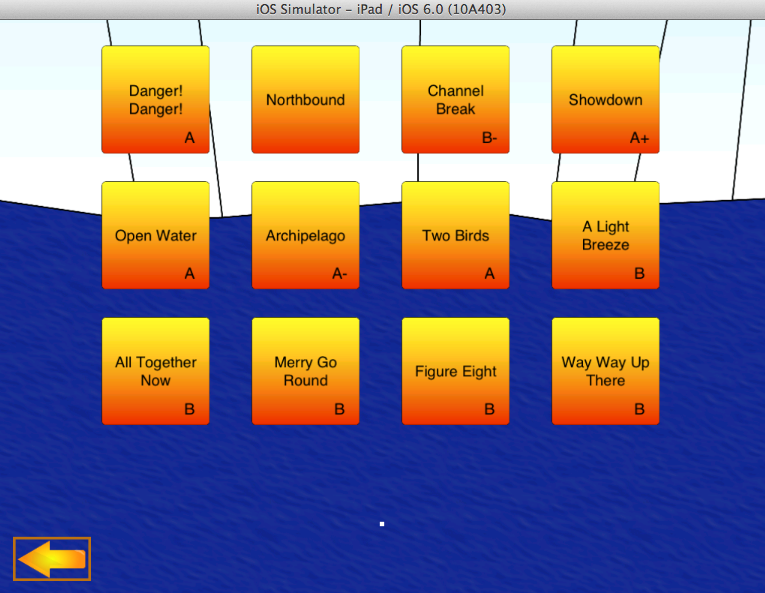 iOS Simulator – iPad / iOS 6.0 (10A403)
Danger!
Danger!
A
Northbound
Channel
Break
B-
Showdown
A+
Open Water
A
Archipelago
A-
Two Birds
A
A Light
Breeze
B
All Together
Now
B
Merry Go
Round
B
Figure Eight
B
Way Way Up
There
B